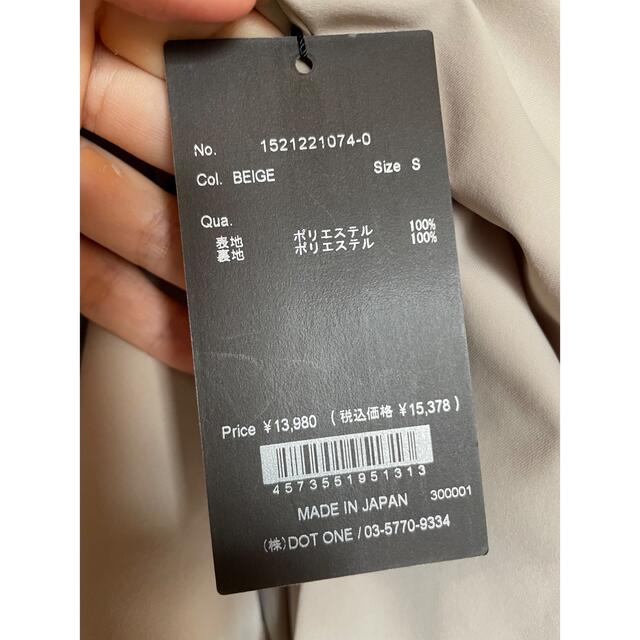 No. 1521221074-0
Col. BEIGE Size S
Qua.
表地 ポリエステル 100%
裏地 ポリエステル 100%
Price ¥13,980 (税込価格 ¥15,378)
4573551951313
MADE IN JAPAN 300001
(株)DOT ONE / 03-5770-9334